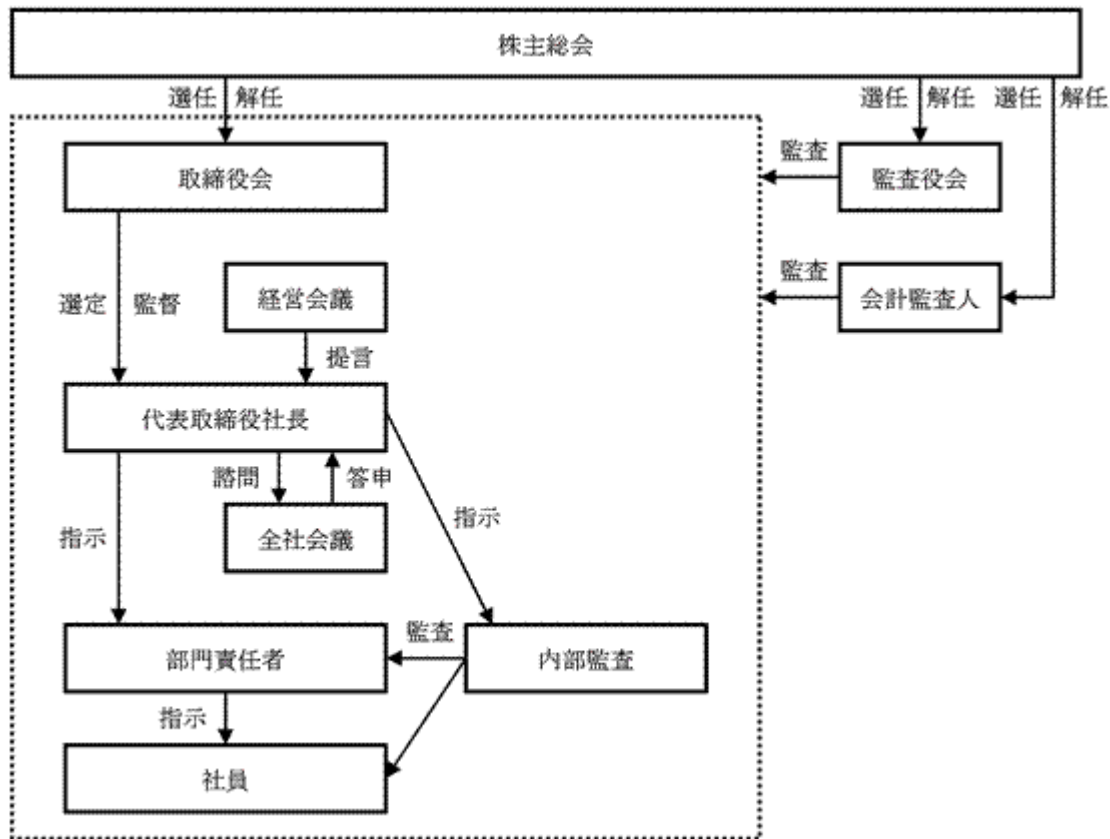 株主総会
選任 解任 選任 解任 選任 解任
取締役会
監査
監査役会
選定 監督
経営会議
監査
会計監査人
提言
代表取締役社長
諮問 答申
指示
全社会議
指示
部門責任者
監査
内部監査
指示
社員